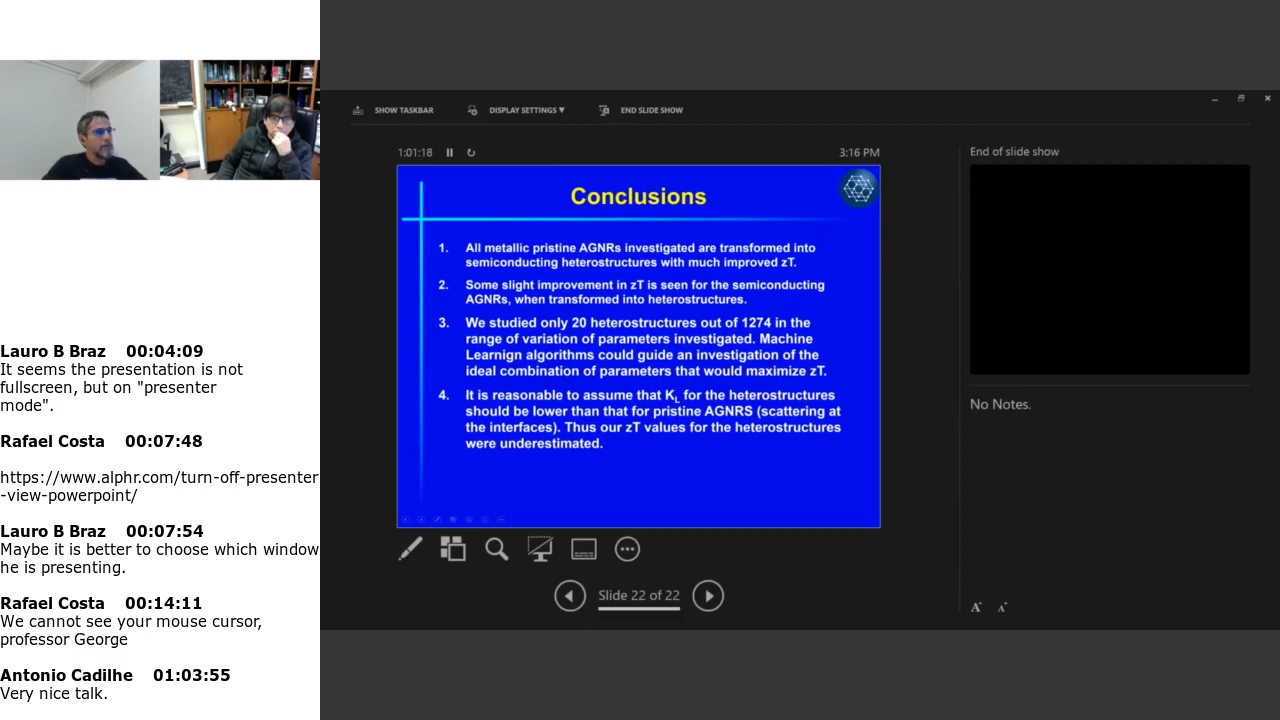 Lauro B Braz 00:04:09
It seems the presentation is not
fullscreen, but on "presenter
mode".
Rafael Costa 00:07:48
https://www.alphr.com/turn-off-presenter
-view-powerpoint/
Lauro B Braz 00:07:54
Maybe it is better to choose which window
he is presenting.
Rafael Costa 00:14:11
We cannot see your mouse cursor,
professor George
Antonio Cadilhe 01:03:55
Very nice talk.
SHOW TASKBAR DISPLAY SETTINGS ▼ END SLIDE SHOW
1:01:18 3:16 PM
Conclusions
1. All metallic pristine AGNRs investigated are transformed into
semiconducting heterostructures with much improved zT.
2. Some slight improvement in zT is seen for the semiconducting
AGNRs, when transformed into heterostructures.
3. We studied only 20 heterostructures out of 1274 in the
range of variation of parameters investigated. Machine
Learnign algorithms could guide an investigation of the
ideal combination of parameters that would maximize zT.
4. It is reasonable to assume that KL for the heterostructures
should be lower than that for pristine AGNRS (scattering at
the interfaces). Thus our zT values for the heterostructures
were underestimated.
Slide 22 of 22
End of slide show
No Notes.
A A